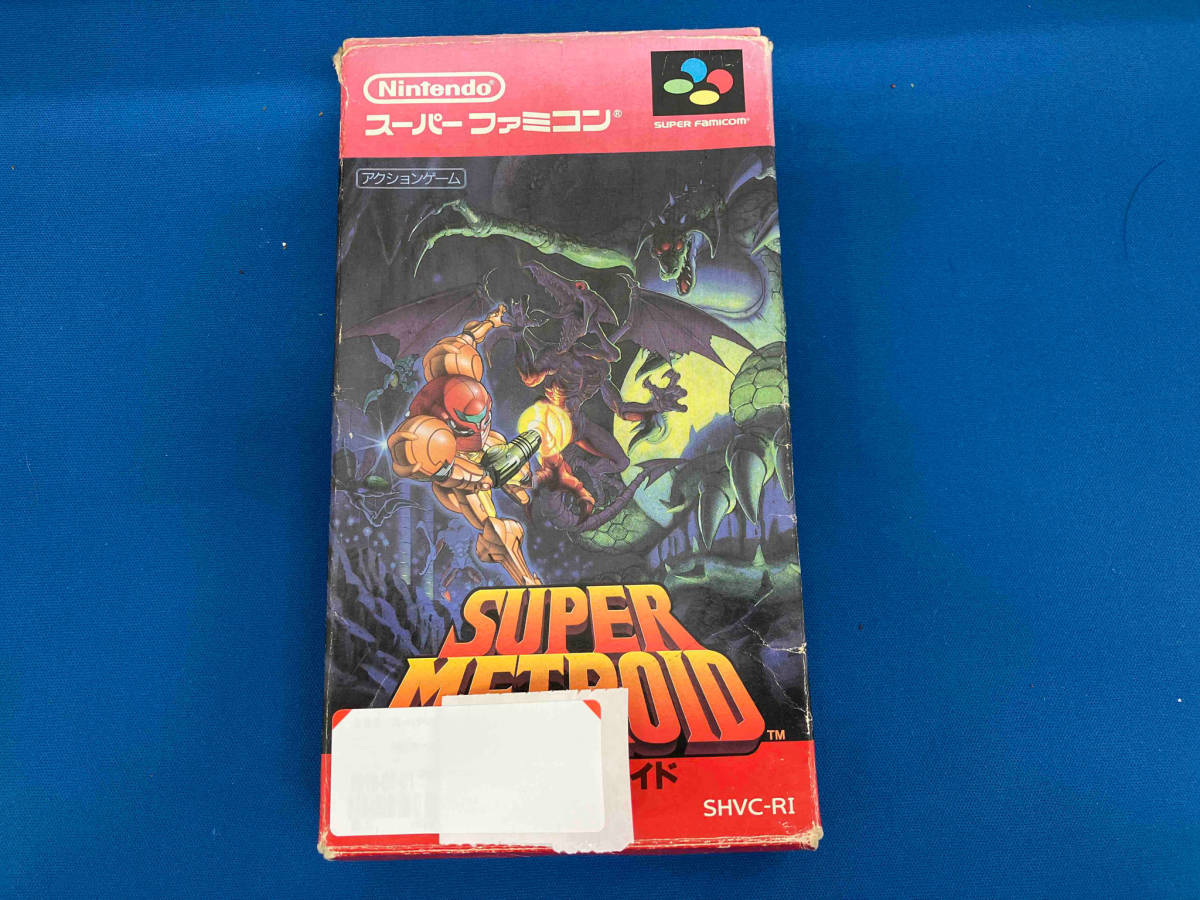 Nintendo®
スーパーファミコン®
SUPER FAMICOM®
アクションゲーム
SUPER
METROID
TM
イド
SHVC-RI